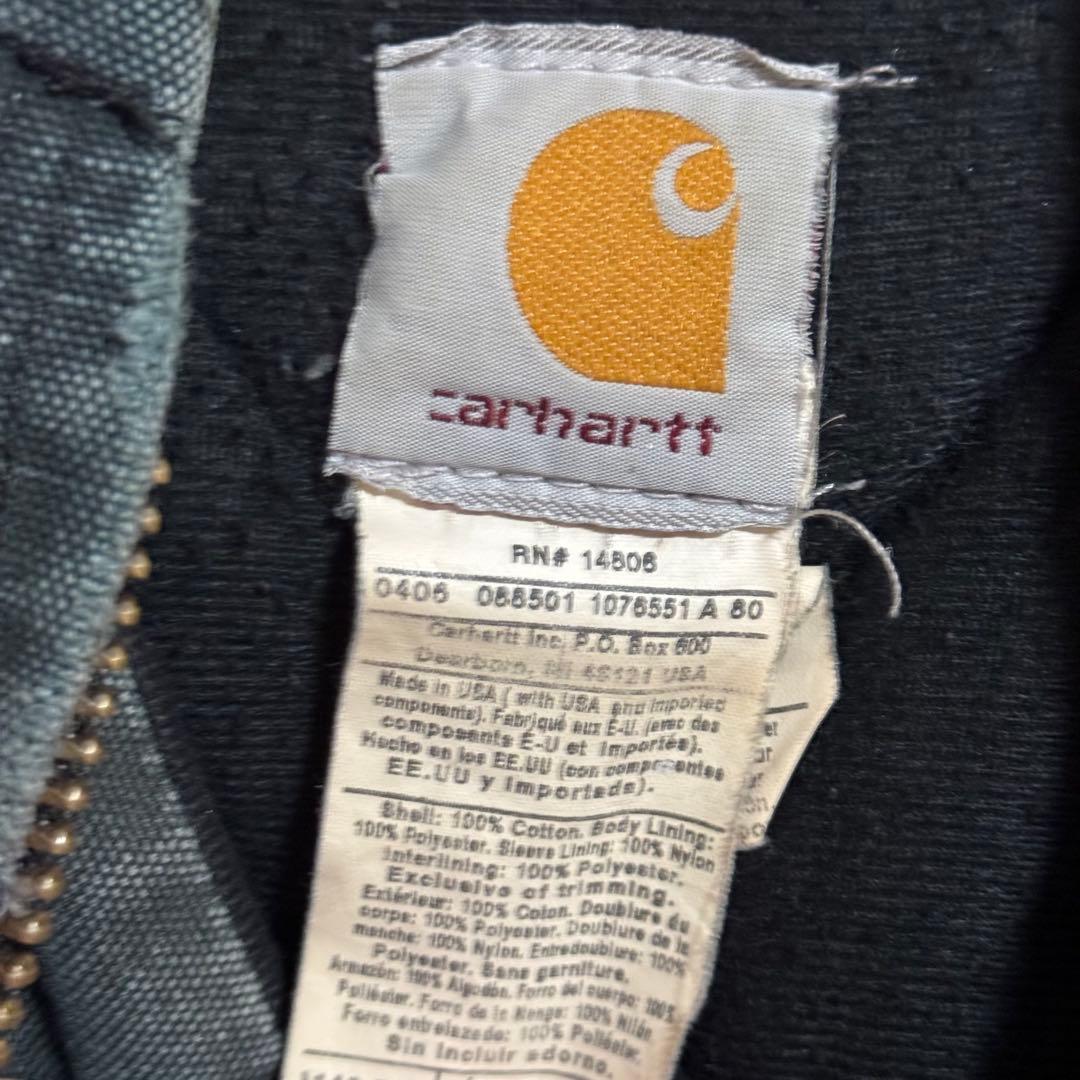 carhartt
RN# 14806
0406 088501 1076551 A 80
Carhartt Inc, P.O. Box 600
Dearborn, MI 48121 USA
Made in USA ( with USA and imported
components). Fabriqué aux E-U. (avec des
composants E-U et importés).
Hecho en los EE.UU (con componentes
EE.UU y importada).
Shell: 100% Cotton. Body Lining:
100% Polyester. Sleeve Lining: 100% Nylon
Interlining: 100% Polyester.
Exclusive of trimming.
Extérieur: 100% Coton. Doublure du
corps: 100% Polyester. Doublure de la
manche: 100% Nylon. Entredoublure: 100%
Polyester. Sans garniture.
Armazón: 100% Algodón. Forro del cuerpo: 100%
Poliéster. Forro de la Manga: 100% Nilón
Forro entrelazado: 100% Poliéster.
Sin incluir adorno.